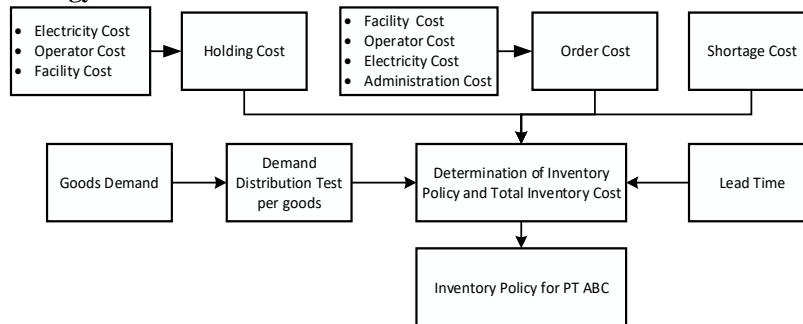 gy
• Electricity Cost
• Operator Cost
• Facility Cost
Holding Cost
• Facility Cost
• Operator Cost
• Electricity Cost
• Administration Cost
Order Cost
Shortage Cost
Goods Demand
Demand
Distribution Test
per goods
Determination of Inventory
Policy and Total Inventory Cost
Lead Time
Inventory Policy for PT ABC